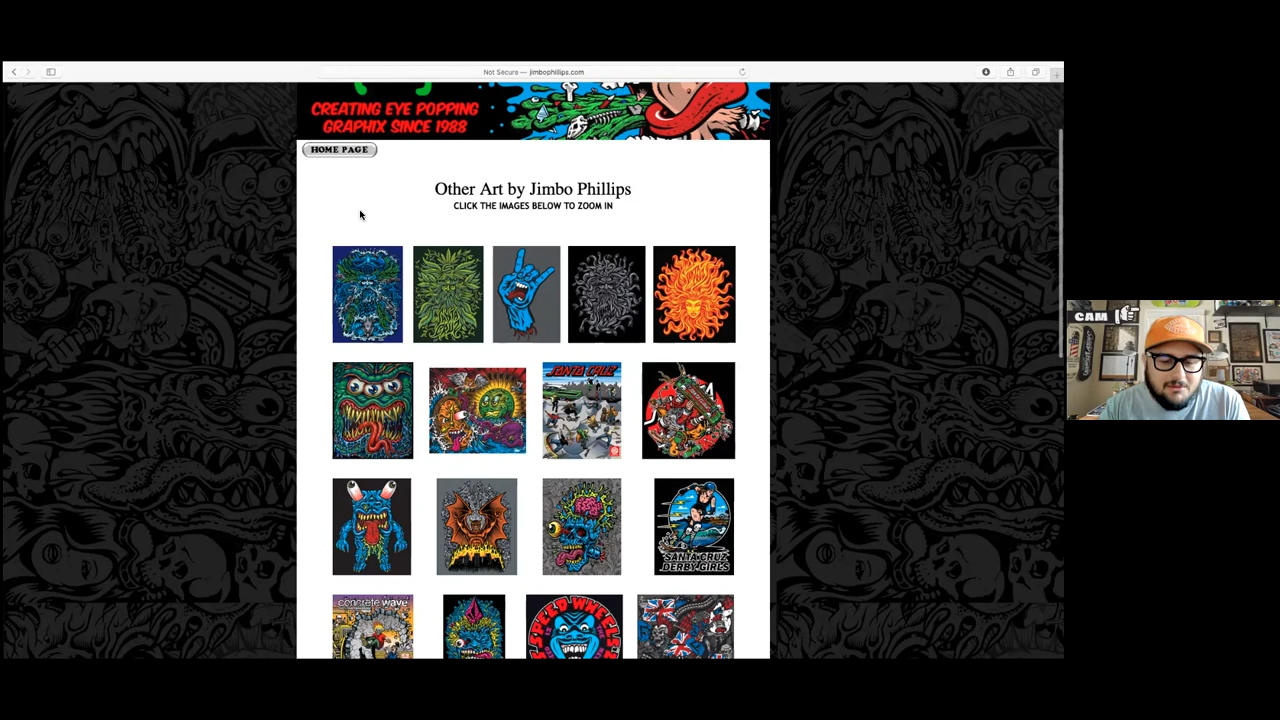 Not Secure — jimbophillips.com
CREATING EYE POPPING
GRAPHIX SINCE 1988
HOME PAGE
Other Art by Jimbo Phillips
CLICK THE IMAGES BELOW TO ZOOM IN
SANTA CRUZ
SANTA CRUZ
DERBY GIRLS
concrete wave
SPEED WHEELS
CAM